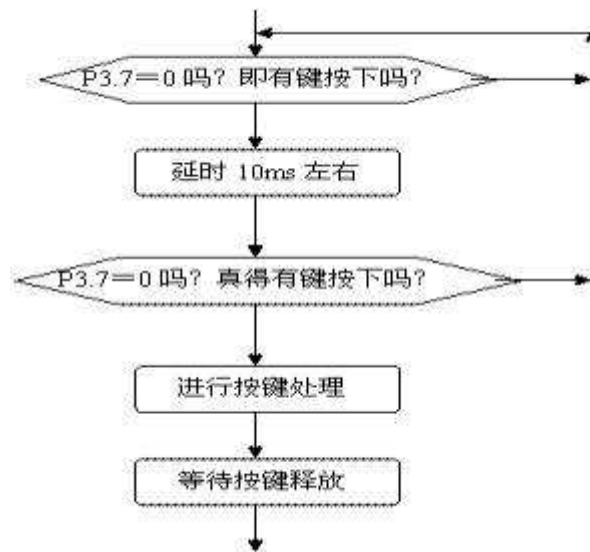 P3.7＝0 吗？即有键按下吗？
延时 10ms 左右
P3.7＝0 吗？真得有键按下吗？
进行按键处理
等待按键释放